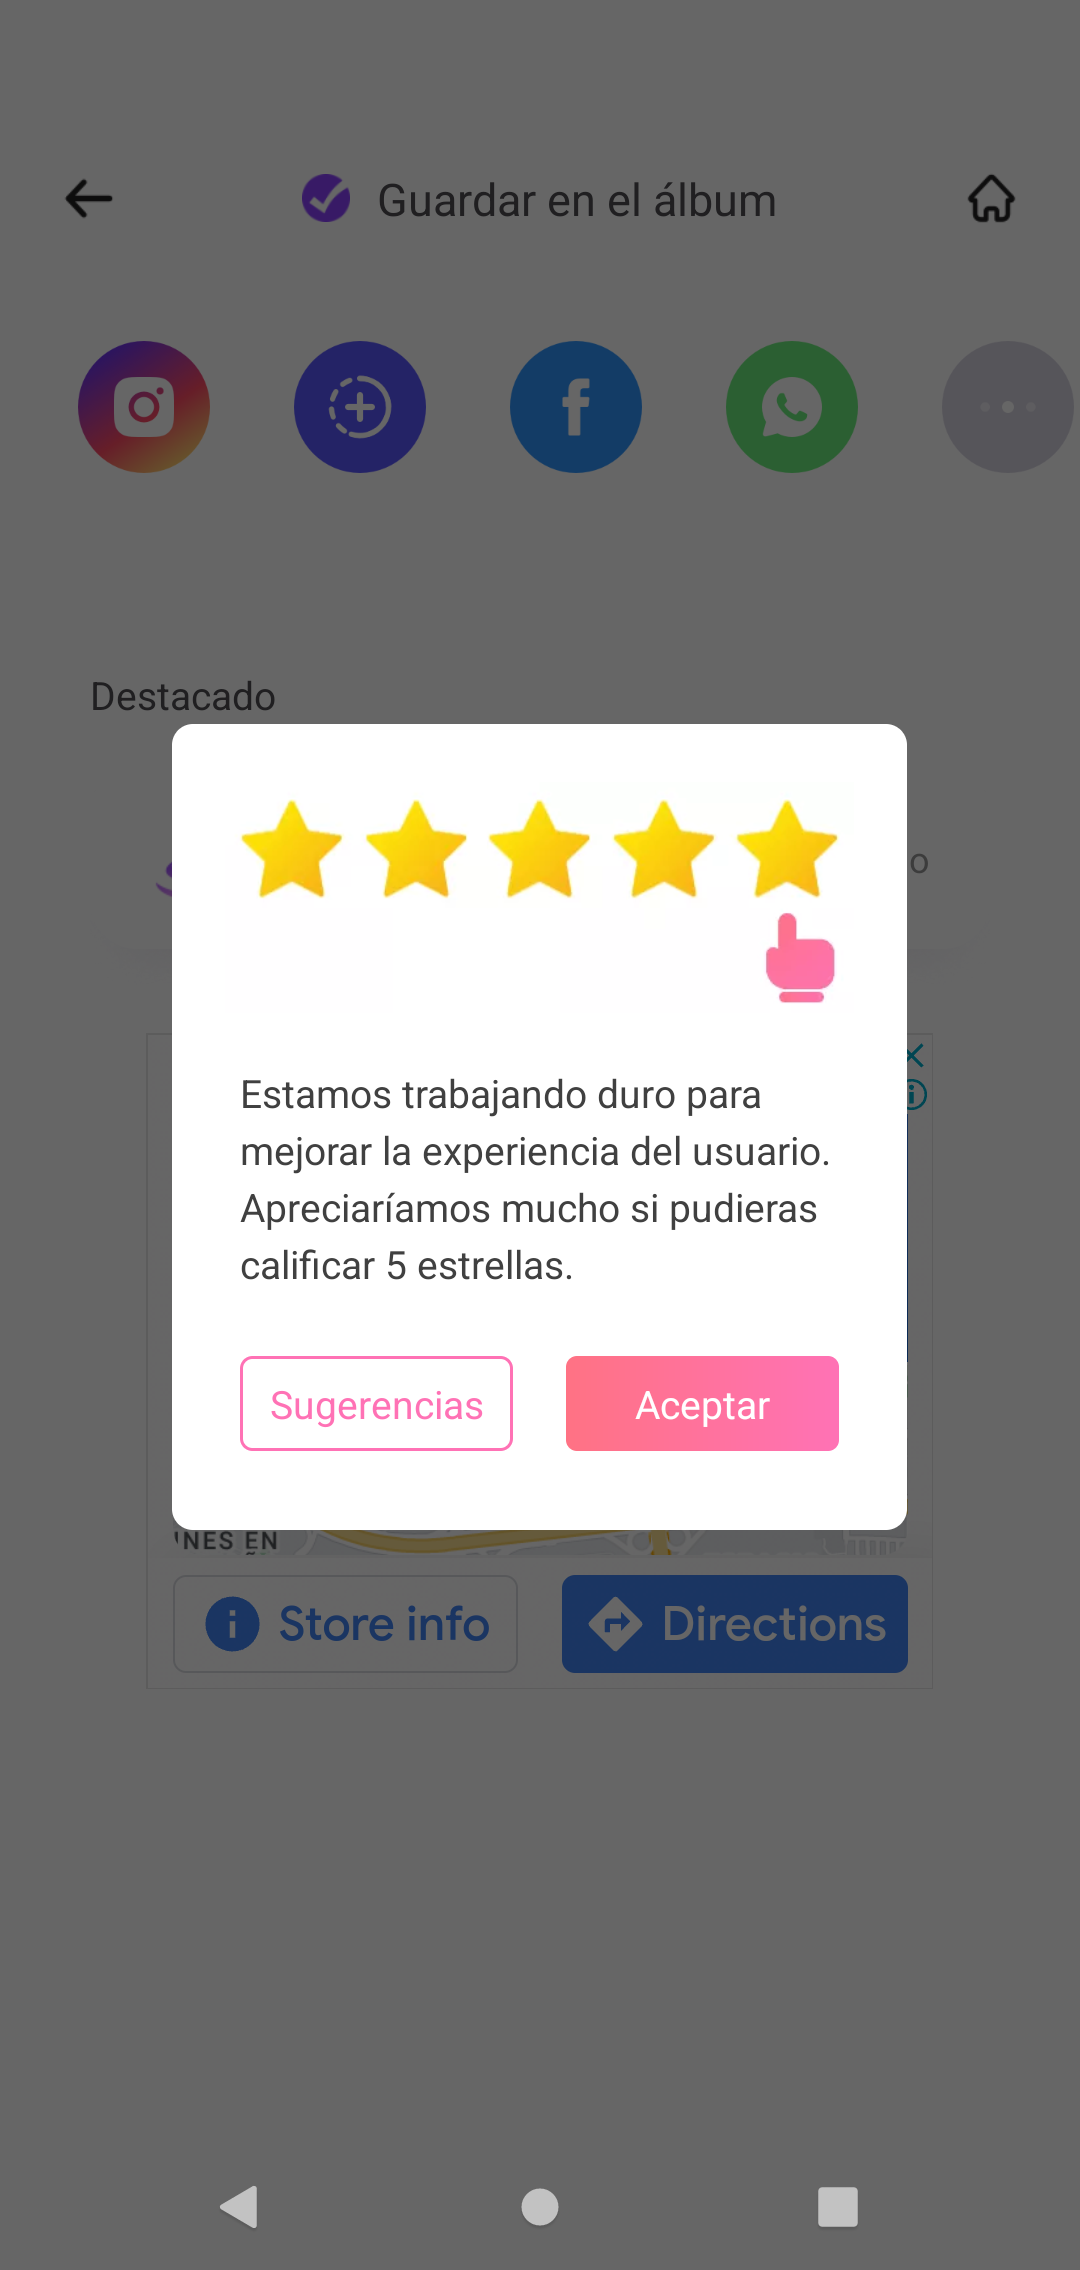 Guardar en el álbum
Destacado
o
Estamos trabajando duro para
mejorar la experiencia del usuario.
Apreciaríamos mucho si pudieras
calificar 5 estrellas.
Sugerencias
Aceptar
INES EN
Store info
Directions